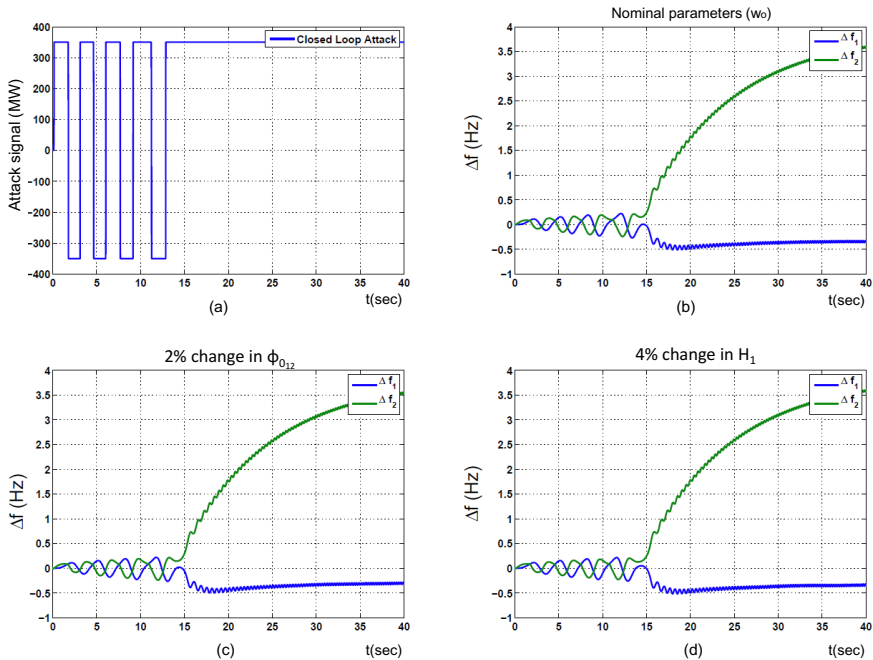 Closed Loop Attack
Attack signal (MW)
400
300
200
100
0
−100
−200
−300
−400
0 5 10 15 20 25 30 35 40
t(sec)
(a)
Nominal parameters (w₀)
Δ f₁
Δ f₂
Δf (Hz)
4
3.5
3
2.5
2
1.5
1
0.5
0
−0.5
−1
0 5 10 15 20 25 30 35 40
t(sec)
(b)
2% change in ϕ₀₁₂
Δ f₁
Δ f₂
Δf (Hz)
4
3.5
3
2.5
2
1.5
1
0.5
0
−0.5
−1
0 5 10 15 20 25 30 35 40
(c)
t(sec)
4% change in H₁
Δ f₁
Δ f₂
Δf (Hz)
4
3.5
3
2.5
2
1.5
1
0.5
0
−0.5
−1
0 5 10 15 20 25 30 35 40
(d)
t(sec)